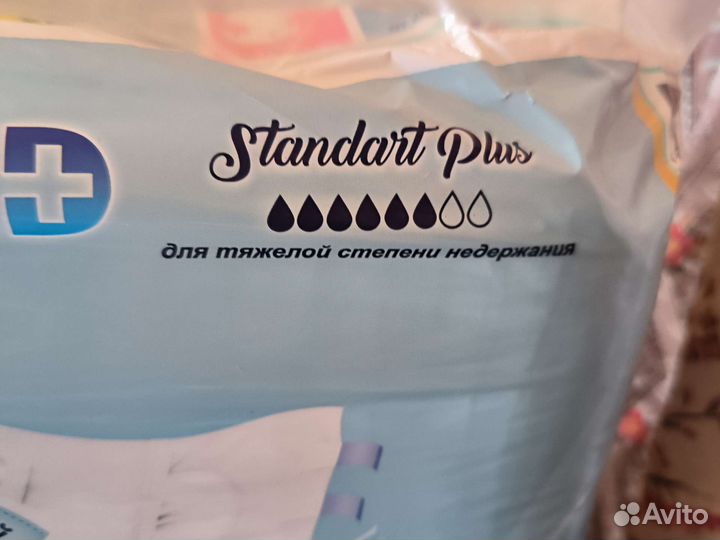 Standart Plus
для тяжелой степени недержания
Avito